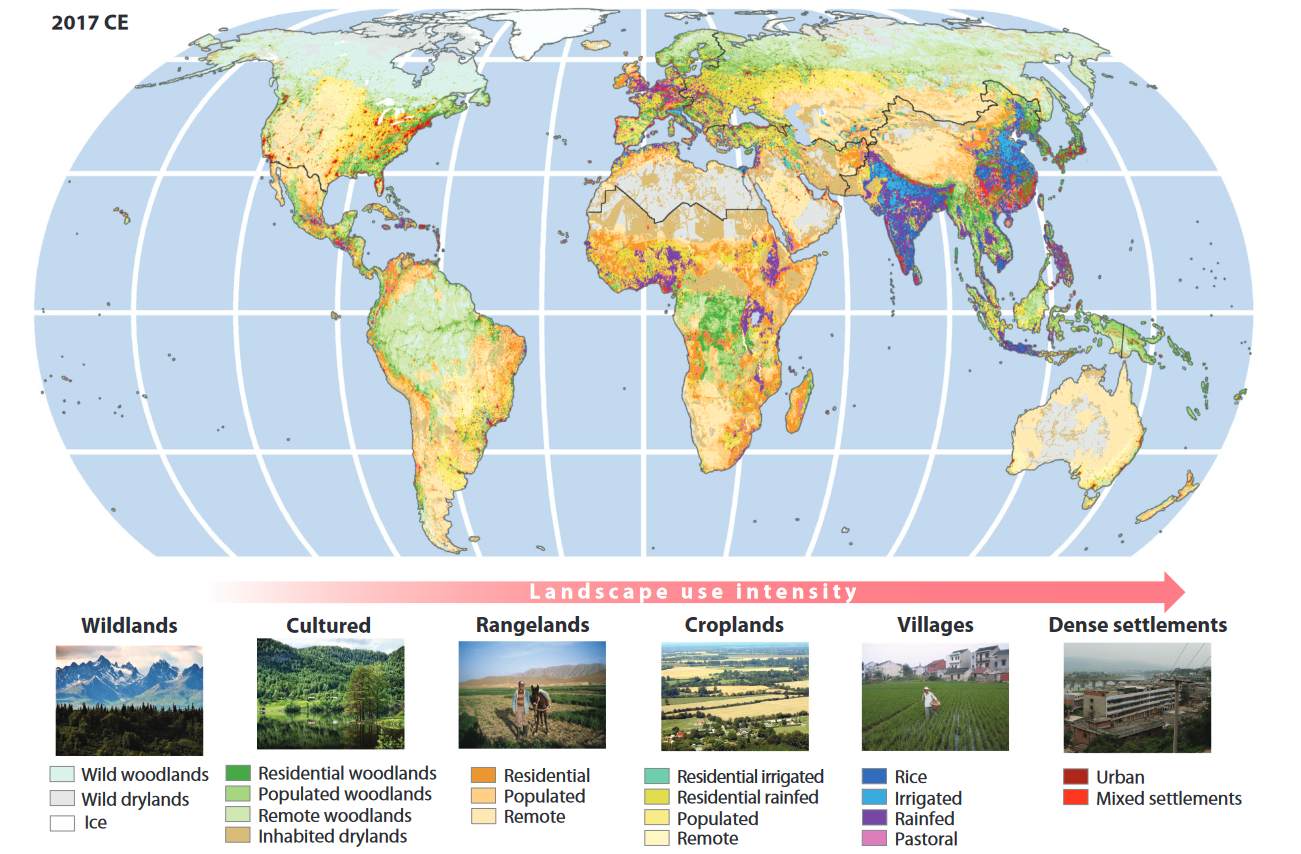 2017 CE
Landscape use intensity
Wildlands
Cultured
Rangelands
Croplands
Villages
Dense settlements
Wild woodlands
Wild drylands
Ice
Residential woodlands
Populated woodlands
Remote woodlands
Inhabited drylands
Residential
Populated
Remote
Residential irrigated
Residential rainfed
Populated
Remote
Rice
Irrigated
Rainfed
Pastoral
Urban
Mixed settlements